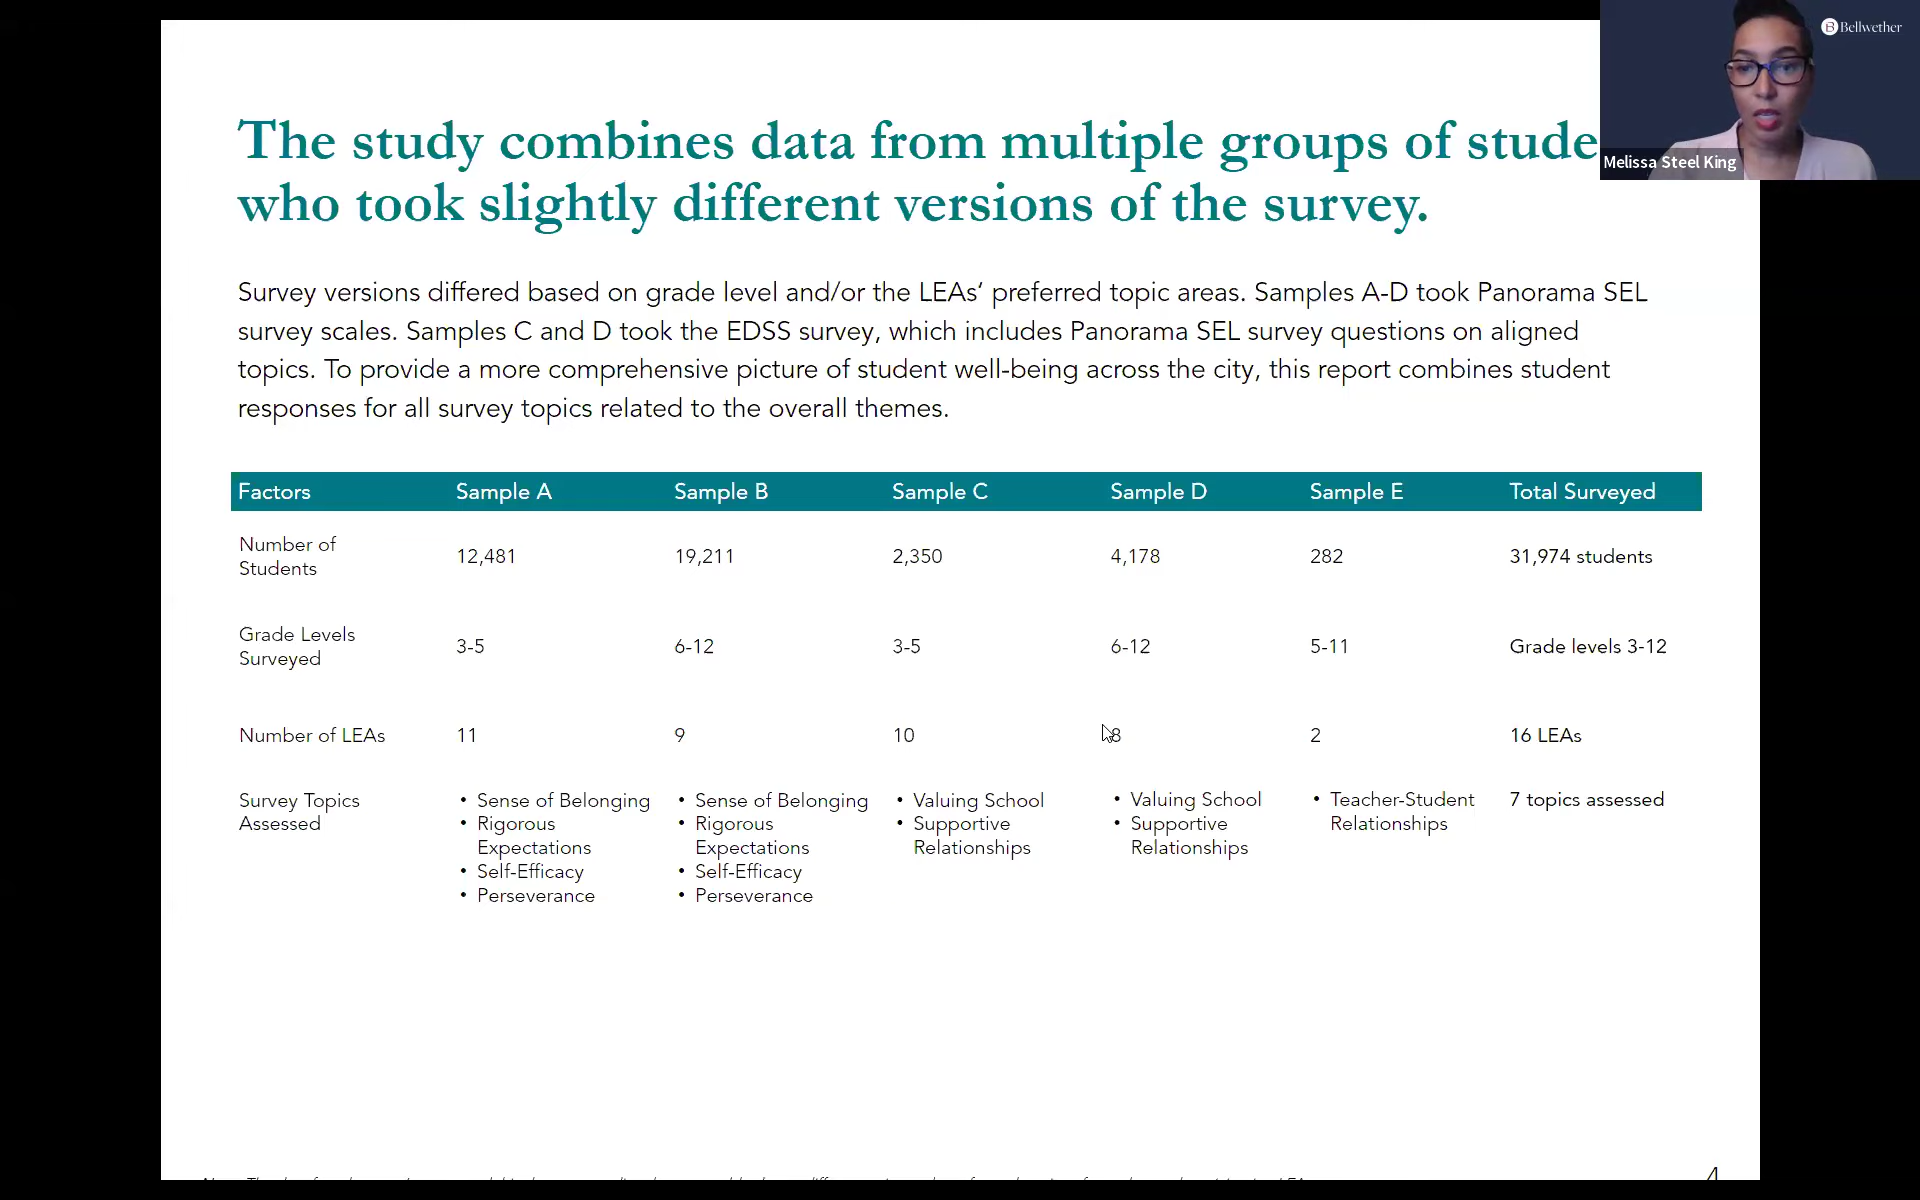 Bellwether
Melissa Steel King
The study combines data from multiple groups of stude
who took slightly different versions of the survey.
Survey versions differed based on grade level and/or the LEAs’ preferred topic areas. Samples A-D took Panorama SEL
survey scales. Samples C and D took the EDSS survey, which includes Panorama SEL survey questions on aligned
topics. To provide a more comprehensive picture of student well-being across the city, this report combines student
responses for all survey topics related to the overall themes.
Factors Sample A Sample B Sample C Sample D Sample E Total Surveyed
Number of
Students
12,481 19,211 2,350 4,178 282 31,974 students
Grade Levels
Surveyed
3-5 6-12 3-5 6-12 5-11 Grade levels 3-12
Number of LEAs 11 9 10 8 2 16 LEAs
Survey Topics
Assessed
• Sense of Belonging
• Rigorous
Expectations
• Self-Efficacy
• Perseverance
• Sense of Belonging
• Rigorous
Expectations
• Self-Efficacy
• Perseverance
• Valuing School
• Supportive
Relationships
• Valuing School
• Supportive
Relationships
• Teacher-Student
Relationships
7 topics assessed
4